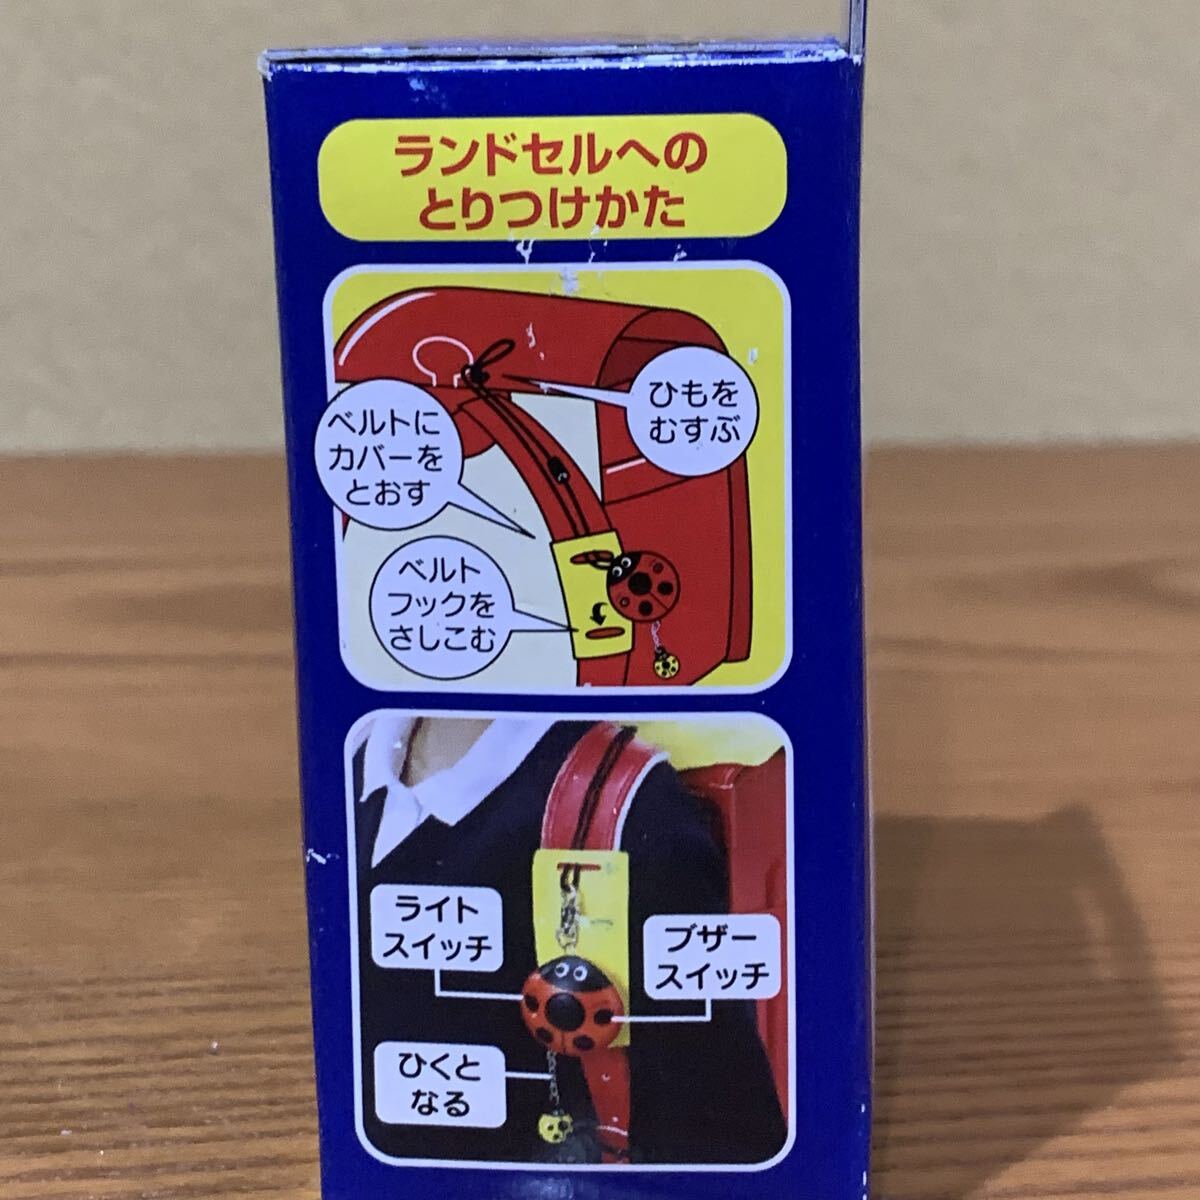 ランドセルへの
とりつけかた
ひもを
むすぶ
ベルトに
カバーを
とおす
ベルト
フックを
さしこむ
ライト
スイッチ
ブザー
スイッチ
ひくと
なる